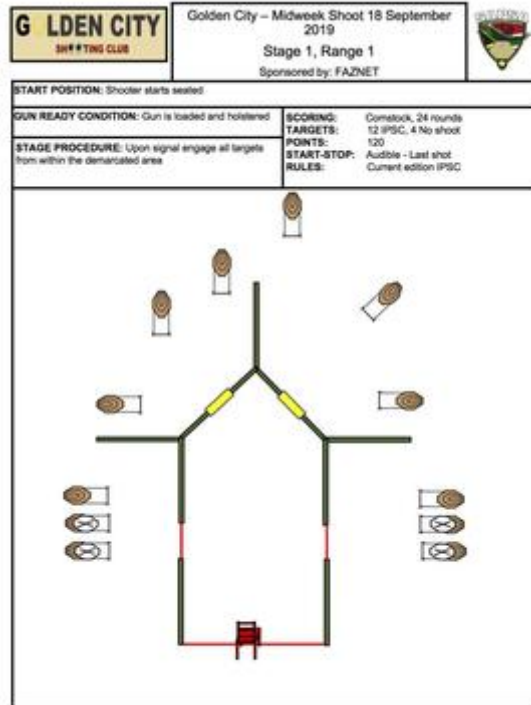 GOLDEN CITY
SH**TING CLUB
Golden City – Midweek Shoot 18 September
2019
Stage 1, Range 1
Sponsored by: FAZNET
START POSITION: Shooter starts seated
GUN READY CONDITION: Gun is loaded and holstered
STAGE PROCEDURE: Upon signal engage all targets
from within the demarcated area
SCORING: Comstock, 24 rounds
TARGETS: 12 IPSC, 4 No shoot
POINTS: 120
START-STOP: Audible - Last shot
RULES: Current edition IPSC